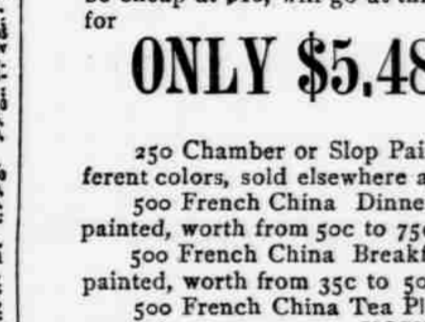 for
ONLY $5.48
250 Chamber or Slop Pai
ferent colors, sold elsewhere a
500 French China Dinne
painted, worth from 50c to 75c
500 French China Breakf
painted, worth from 35c to 50
500 French China Tea Pl